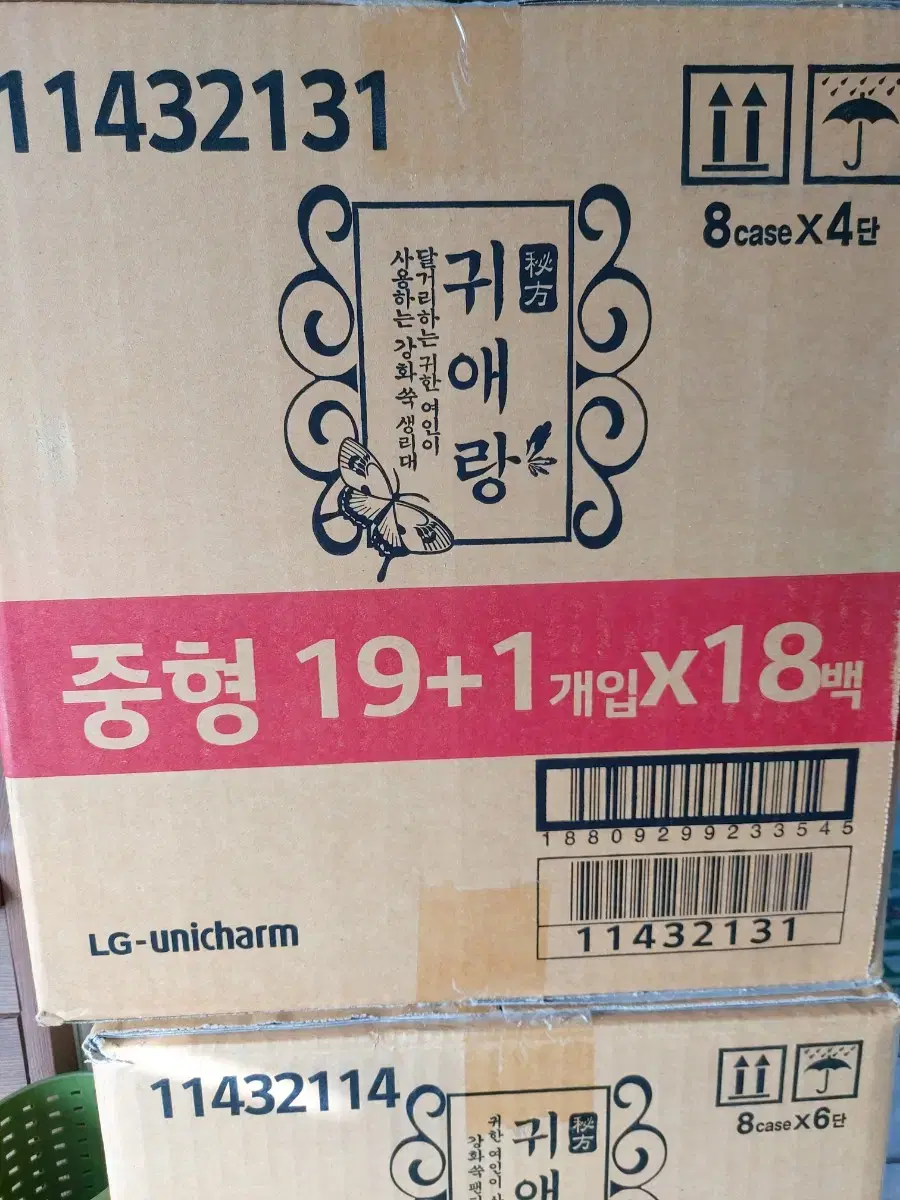 11432131
8case X 4단
秘方
귀애랑
달거리하는 귀한 여인이
사용하는 강화 쑥 생리대
중형 19+1개입x18백
18809299233545
11432131
LG-unicharm
11432114
8case X 6단
秘方
귀애
귀한 여인이
강화쑥